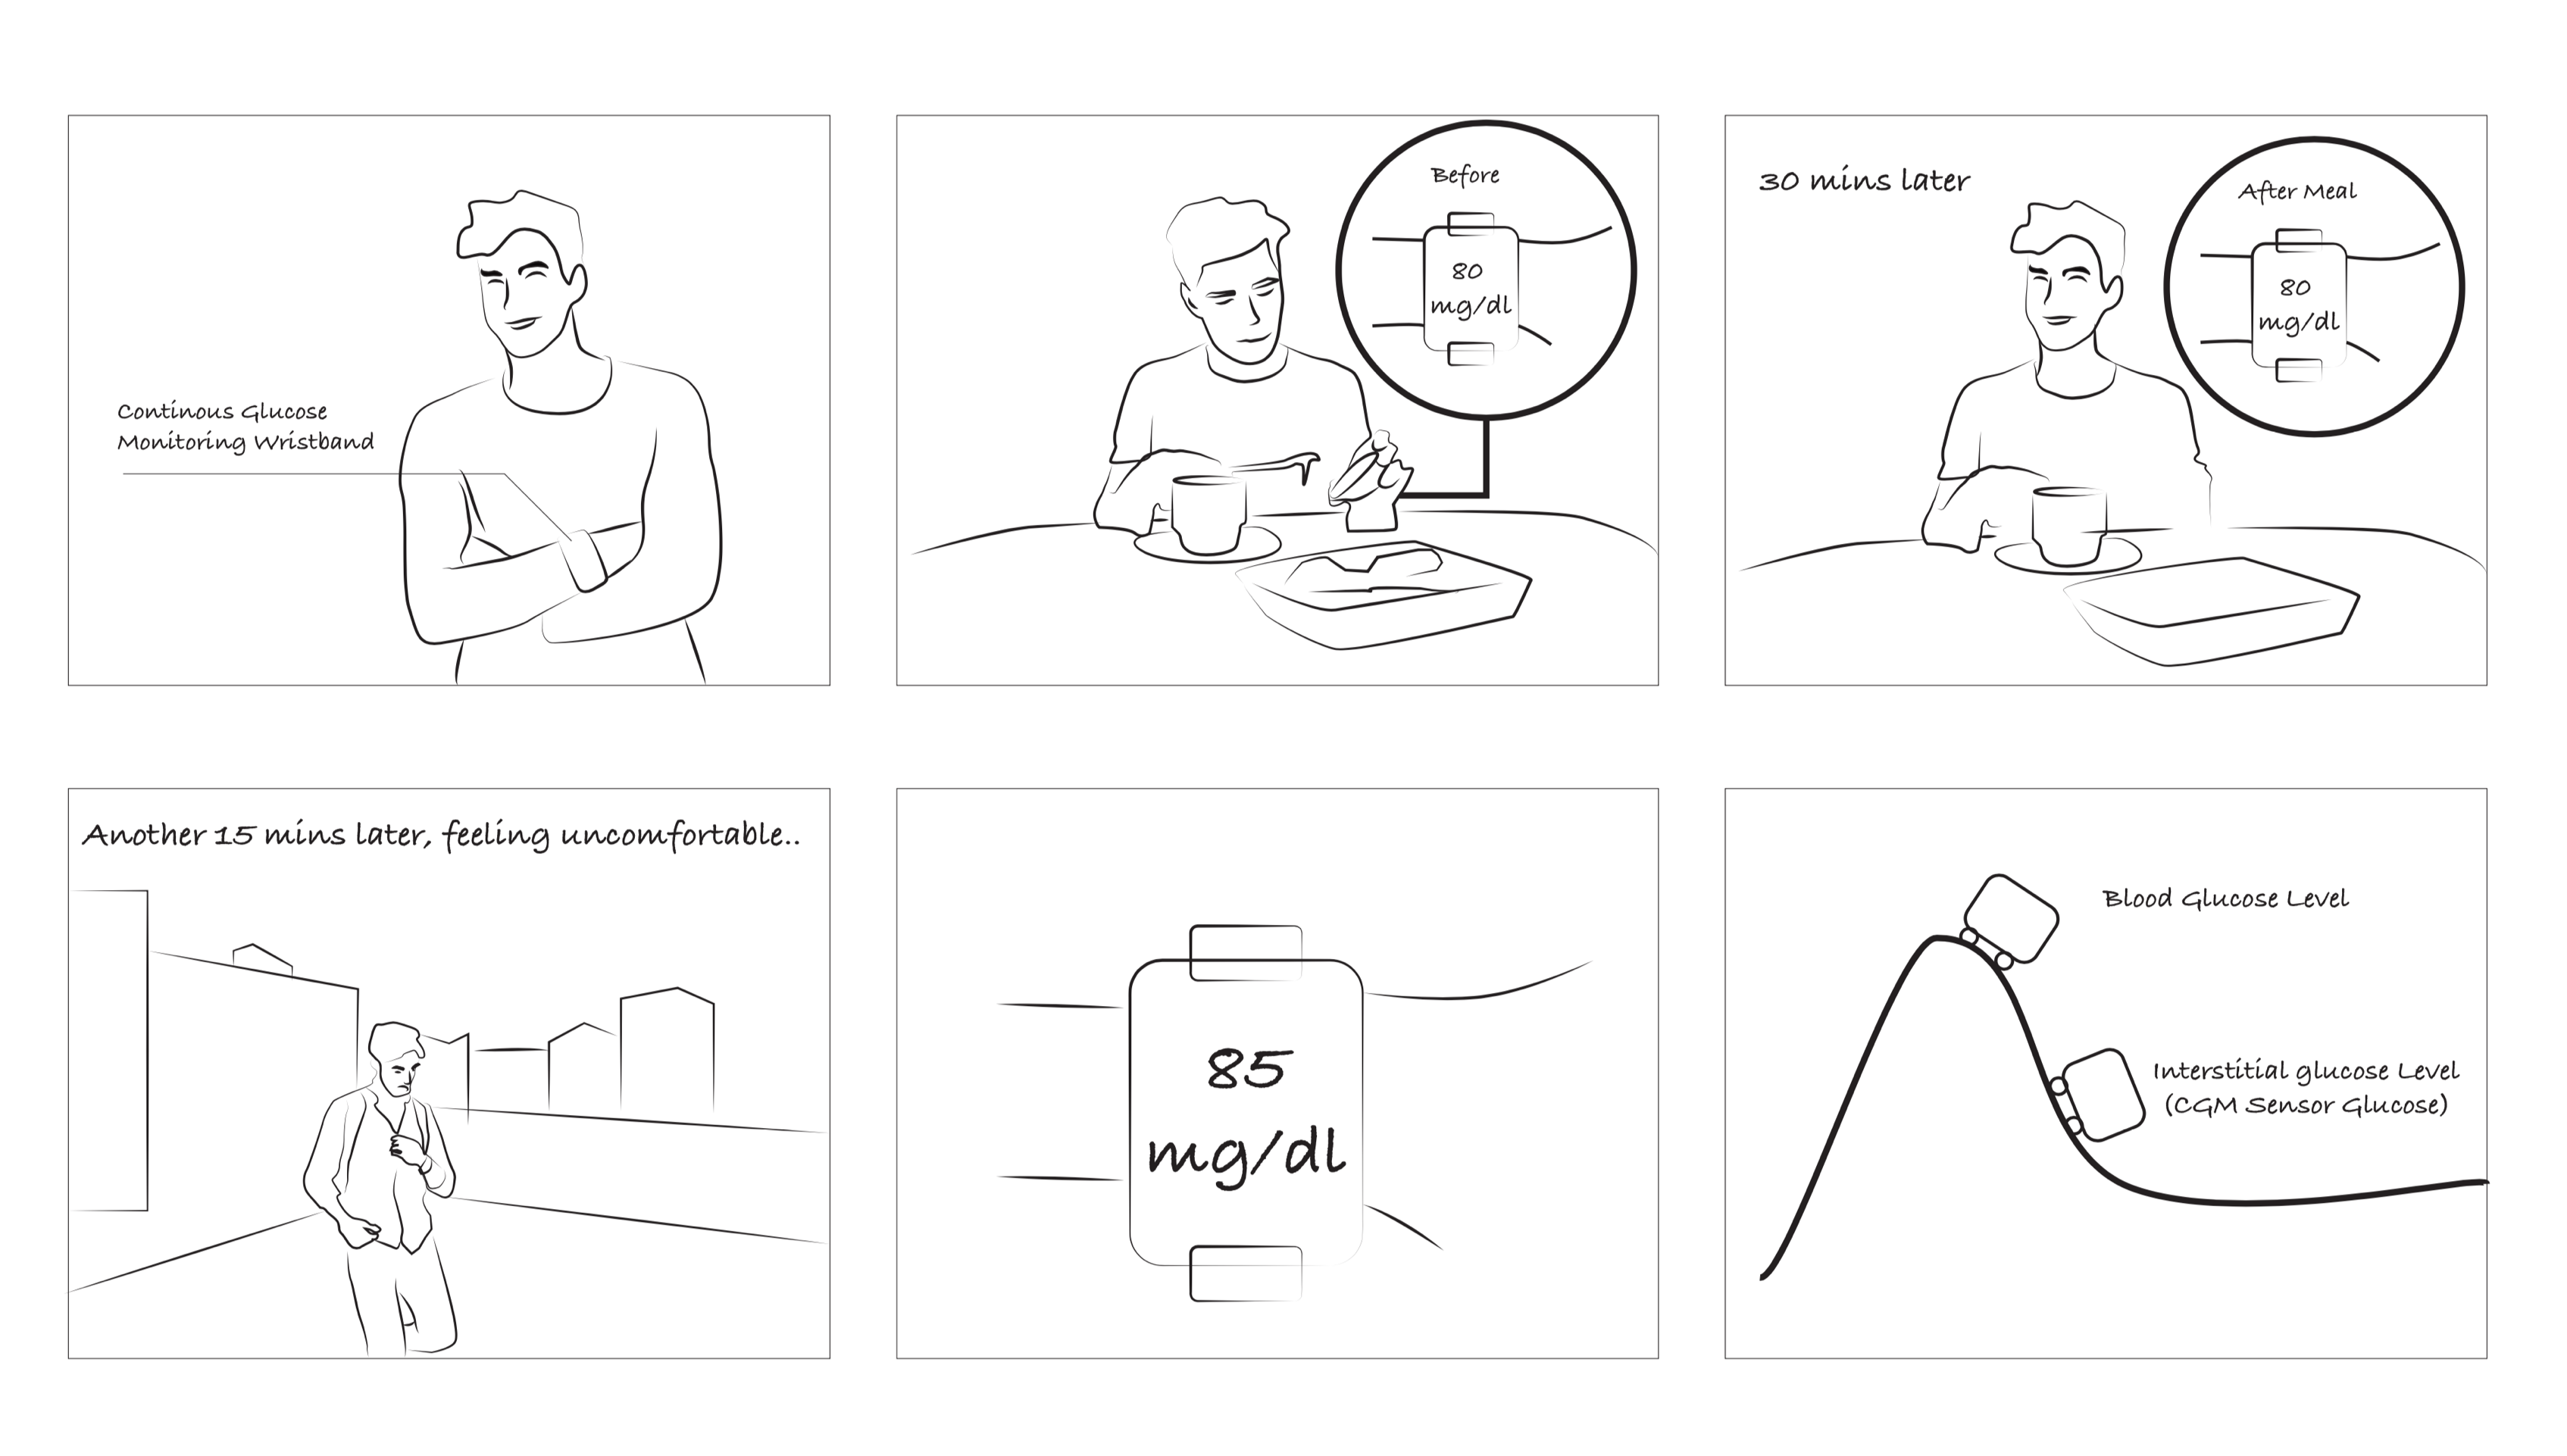 Continous Glucose
Monitoring Wristband
Before
80
mg/dl
30 mins later
After Meal
80
mg/dl
Another 15 mins later, feeling uncomfortable..
85
mg/dl
Blood Glucose Level
Interstitial glucose Level
(CGM Sensor Glucose)